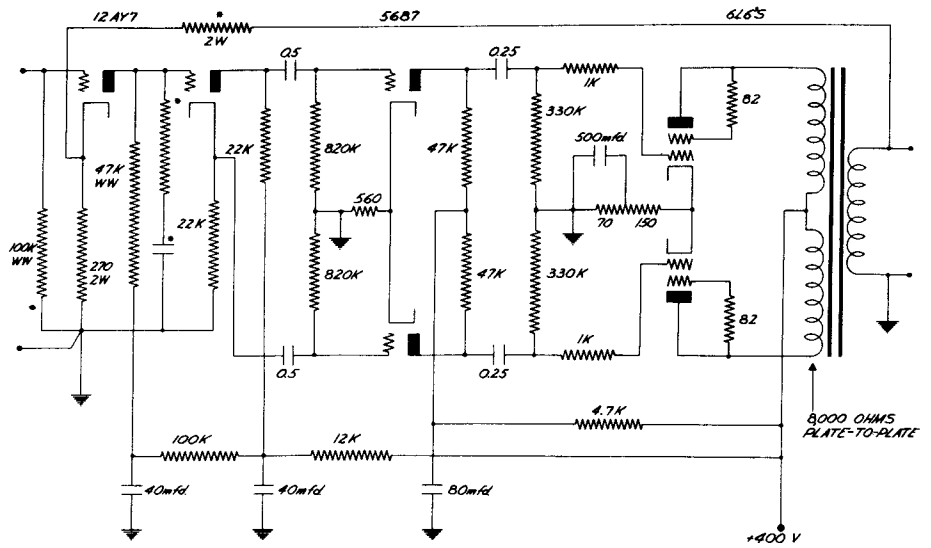 12AY7
*
2W
5687
6L6'S
0.5
0.25
1K
82
820K
47K
330K
500mfd.
47K
WW
22K
560
70
150
22K
100K
WW
270
2W
820K
47K
330K
82
0.5
0.25
1K
4.7K
8,000 OHMS
PLATE-TO-PLATE
100K
12K
40mfd.
40mfd.
80mfd.
+400 V